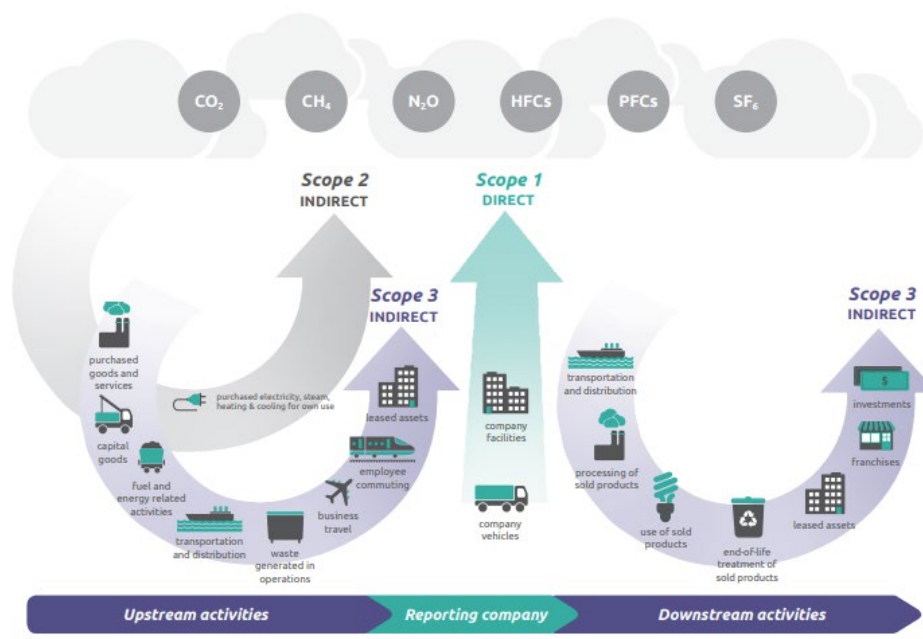 CO₂
CH₄
N₂O
HFCs
PFCs
SF₆
Scope 2
INDIRECT
Scope 1
DIRECT
Scope 3
INDIRECT
Scope 3
INDIRECT
purchased
goods and
services
capital
goods
fuel and
energy related
activities
transportation
and distribution
waste
generated in
operations
business
travel
employee
commuting
leased assets
purchased electricity, steam,
heating & cooling for own use
company
facilities
company
vehicles
transportation
and distribution
processing of
sold products
use of sold
products
end-of-life
treatment of
sold products
leased assets
franchises
$
investments
Upstream activities
Reporting company
Downstream activities